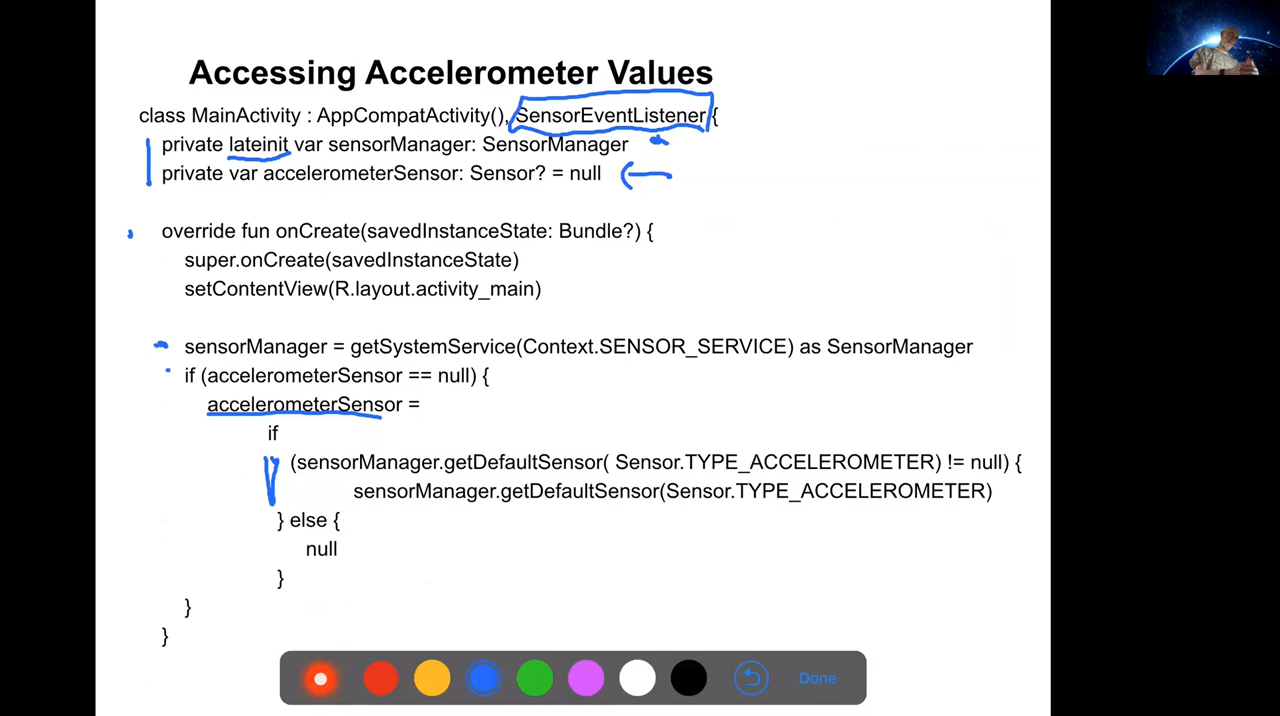 Accessing Accelerometer Values
class MainActivity : AppCompatActivity(), SensorEventListener {
private lateinit var sensorManager: SensorManager
private var accelerometerSensor: Sensor? = null
override fun onCreate(savedInstanceState: Bundle?) {
super.onCreate(savedInstanceState)
setContentView(R.layout.activity_main)
sensorManager = getSystemService(Context.SENSOR_SERVICE) as SensorManager
if (accelerometerSensor == null) {
accelerometerSensor =
if
(sensorManager.getDefaultSensor( Sensor.TYPE_ACCELEROMETER) != null) {
sensorManager.getDefaultSensor(Sensor.TYPE_ACCELEROMETER)
} else {
null
}
}
}
Done